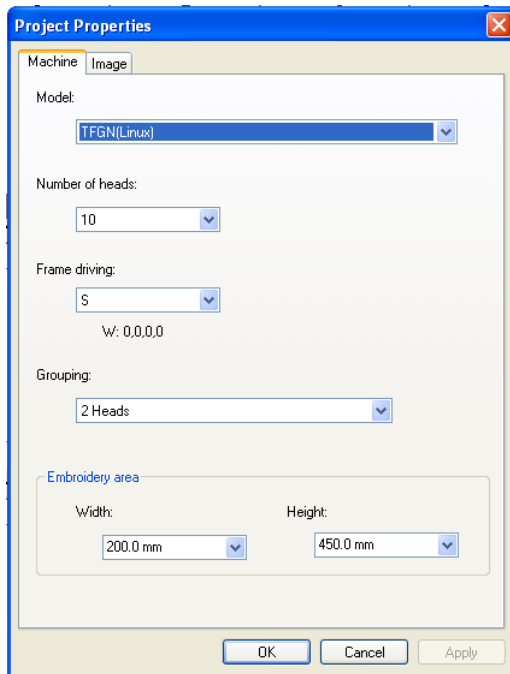 Project Properties
Machine Image
Model:
TFGN(Linux)
Number of heads:
10
Frame driving:
S
W: 0,0,0,0
Grouping:
2 Heads
Embroidery area
Width: Height:
200.0 mm 450.0 mm
OK Cancel Apply